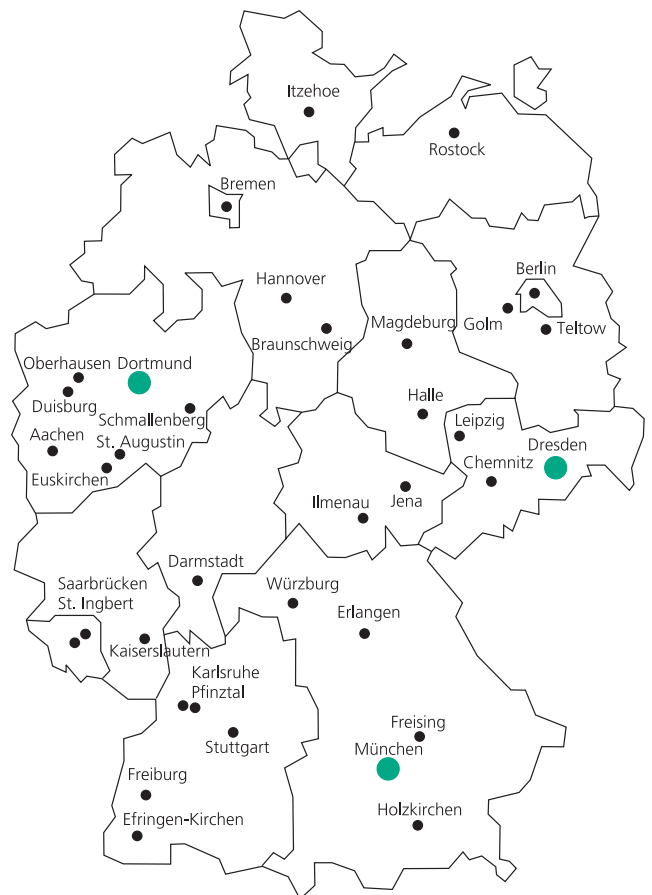 Itzehoe
Rostock
Bremen
Berlin
Hannover
Golm
Teltow
Braunschweig
Magdeburg
Oberhausen
Dortmund
Duisburg
Schmallenberg
Halle
Leipzig
Aachen
St. Augustin
Dresden
Euskirchen
Chemnitz
Ilmenau
Jena
Darmstadt
Saarbrücken
St. Ingbert
Würzburg
Erlangen
Kaiserslautern
Karlsruhe
Pfinztal
Stuttgart
Freising
München
Freiburg
Efringen-Kirchen
Holzkirchen